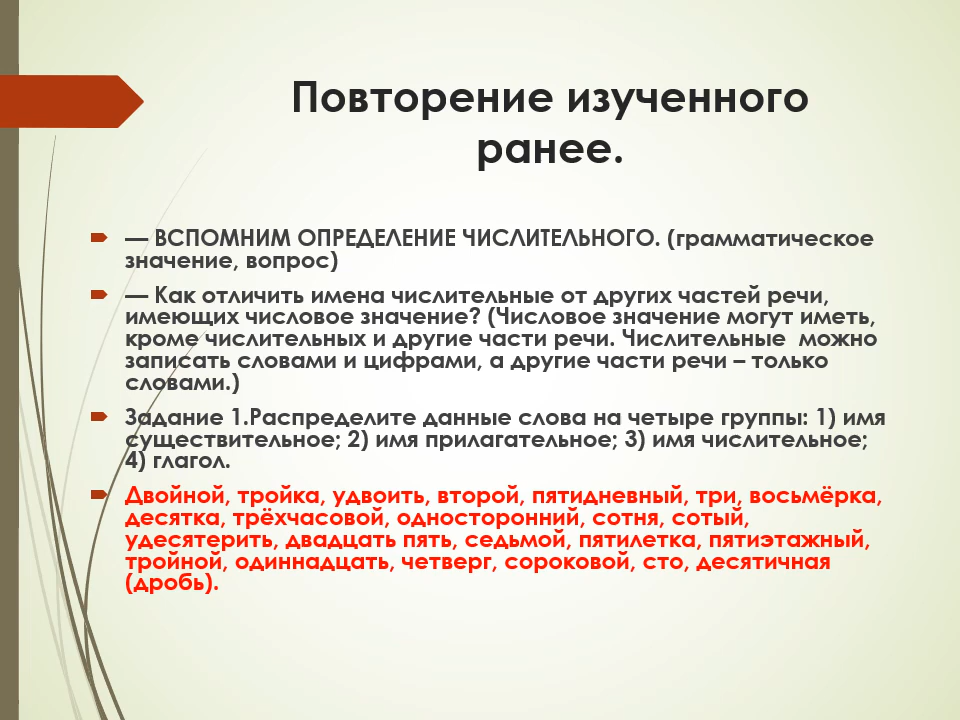 Повторение изученного
ранее.
— ВСПОМНИМ ОПРЕДЕЛЕНИЕ ЧИСЛИТЕЛЬНОГО. (грамматическое
значение, вопрос)
— Как отличить имена числительные от других частей речи,
имеющих числовое значение? (Числовое значение могут иметь,
кроме числительных и другие части речи. Числительные можно
записать словами и цифрами, а другие части речи – только
словами.)
Задание 1.Распределите данные слова на четыре группы: 1) имя
существительное; 2) имя прилагательное; 3) имя числительное;
4) глагол.
Двойной, тройка, удвоить, второй, пятидневный, три, восьмёрка,
десятка, трёхчасовой, односторонний, сотня, сотый,
удесятерить, двадцать пять, седьмой, пятилетка, пятиэтажный,
тройной, одиннадцать, четверг, сороковой, сто, десятичная
(дробь).